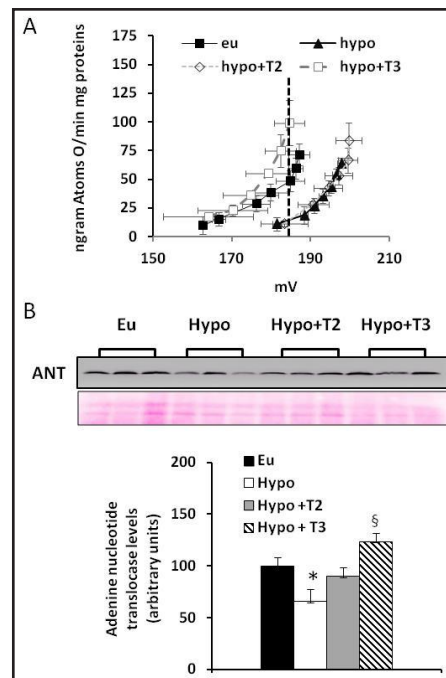 A
ngram Atoms O/min mg proteins
175
150
125
100
75
50
25
0
eu
hypo
hypo+T2
hypo+T3
150 170 190 210
mV
B
Eu Hypo Hypo+T2 Hypo+T3
ANT
Adenine nucleotide
translocase levels
(arbitrary units)
200
150
100
50
0
Eu
Hypo
Hypo +T2
Hypo + T3
*
§